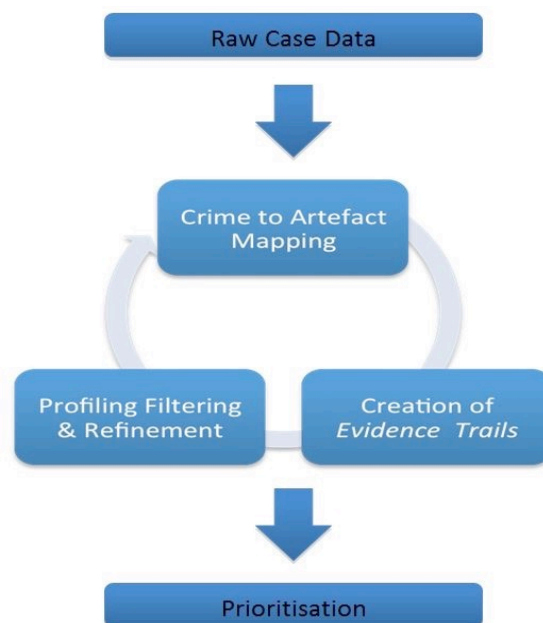 Raw Case Data
Crime to Artefact
Mapping
Profiling Filtering
& Refinement
Creation of
Evidence Trails
Prioritisation